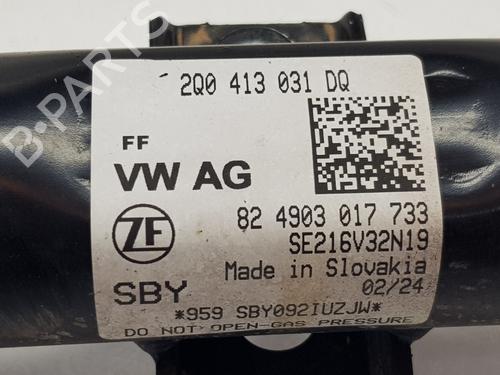 2Q0 413 031 DQ
FF
VW AG
ZF
82 4903 017 733
SE216V32N19
Made in Slovakia
SBY
02/24
*959 SBY092IUZJW*
DO NOT OPEN-GAS PRESSURE
B-PARTS